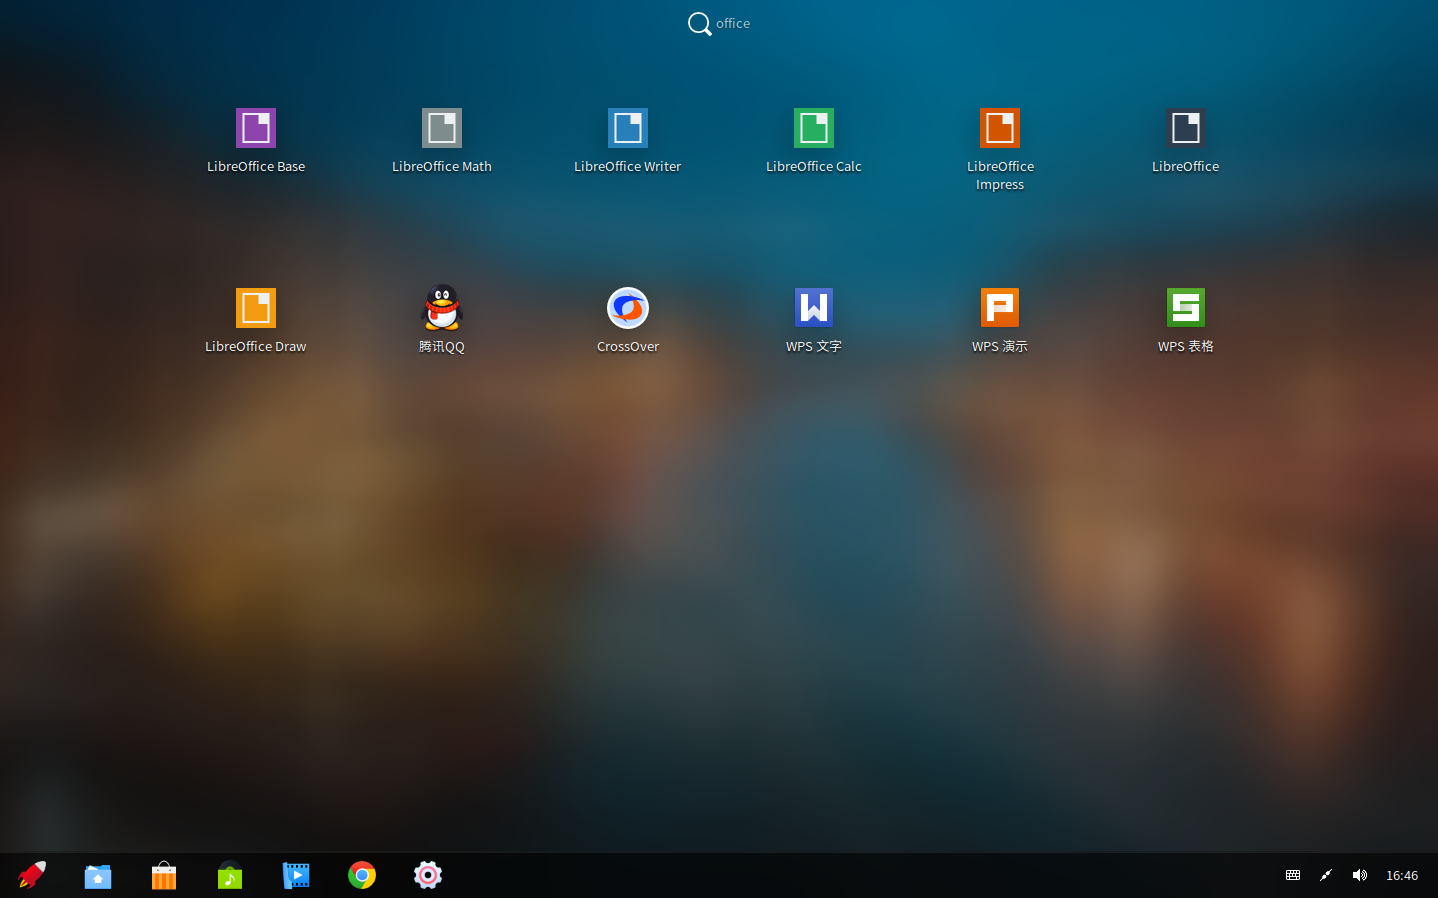 office
LibreOffice Base
LibreOffice Math
LibreOffice Writer
LibreOffice Calc
LibreOffice
Impress
LibreOffice
LibreOffice Draw
腾讯QQ
CrossOver
WPS 文字
WPS 演示
WPS 表格
16:46